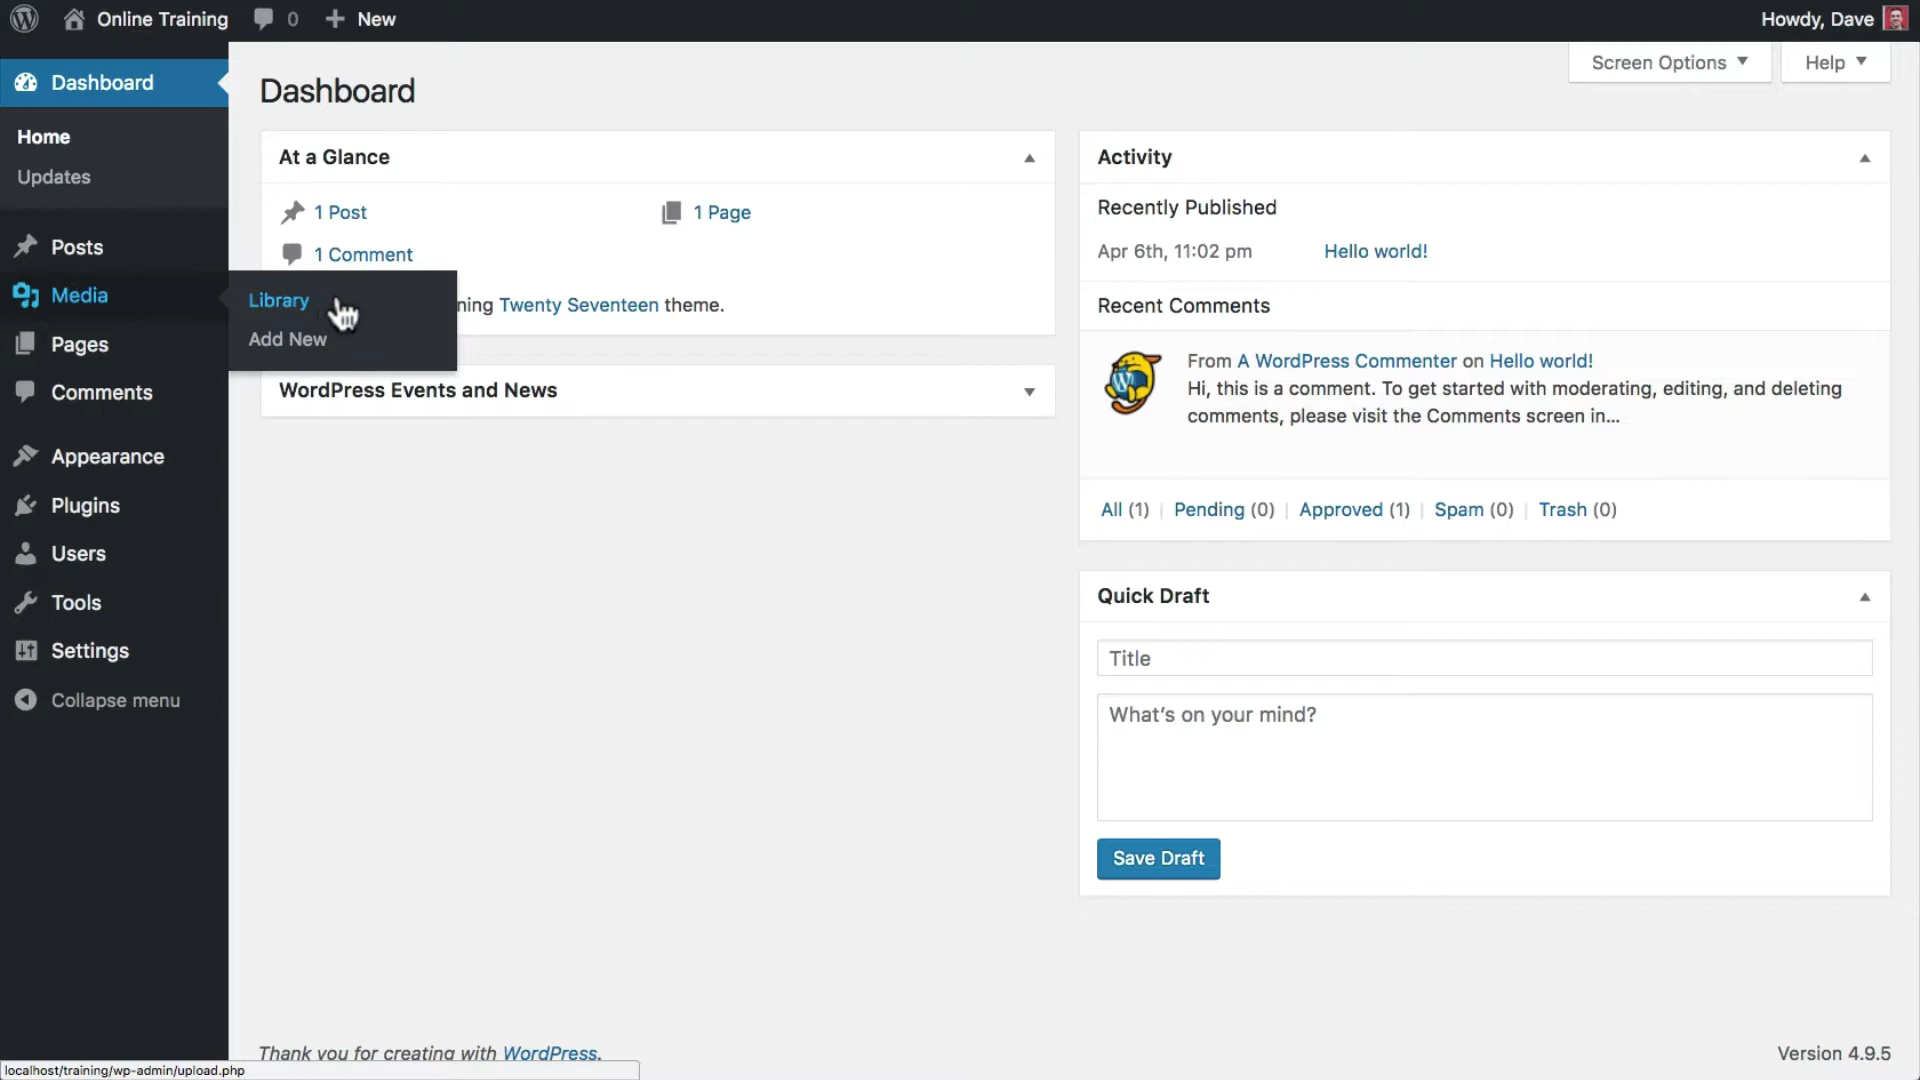 Online Training
0
New
Howdy, Dave
Dashboard
Home
Updates
Posts
Media
Library
Add New
Pages
Comments
Appearance
Plugins
Users
Tools
Settings
Collapse menu
Screen Options
Help
Dashboard
At a Glance
1 Post
1 Page
1 Comment
ning Twenty Seventeen theme.
WordPress Events and News
Activity
Recently Published
Apr 6th, 11:02 pm Hello world!
Recent Comments
From A WordPress Commenter on Hello world!
Hi, this is a comment. To get started with moderating, editing, and deleting
comments, please visit the Comments screen in...
All (1) | Pending (0) | Approved (1) | Spam (0) | Trash (0)
Quick Draft
Title
What's on your mind?
Save Draft
Thank you for creating with WordPress.
Version 4.9.5
localhost/training/wp-admin/upload.php